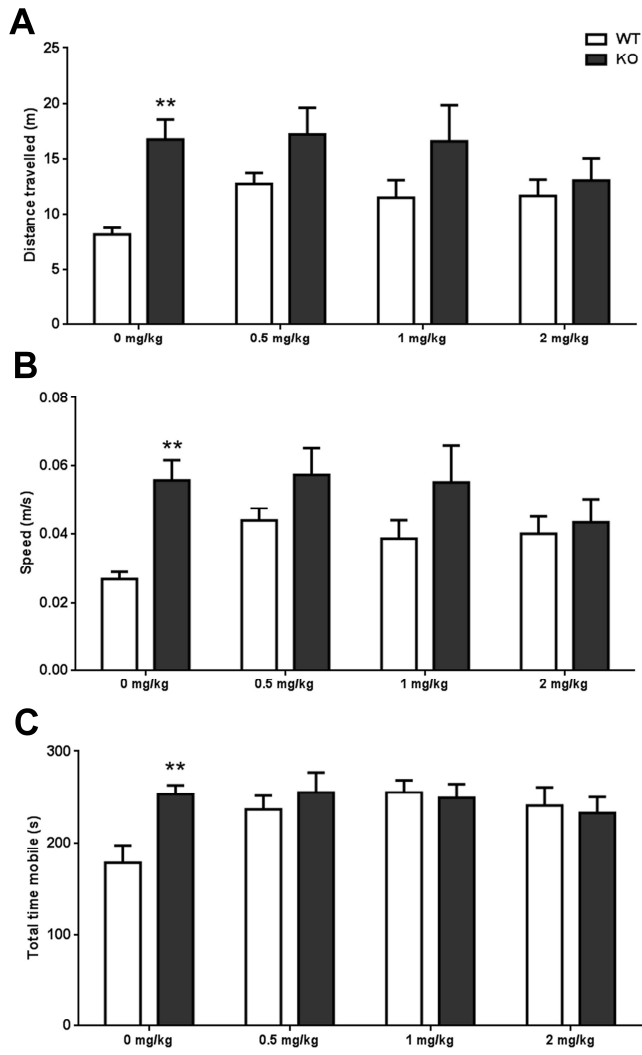 A
WT
KO
25
20
15
10
5
0
Distance travelled (m)
**
0 mg/kg 0.5 mg/kg 1 mg/kg 2 mg/kg
B
0.08
0.06
0.04
0.02
0.00
Speed (m/s)
**
0 mg/kg 0.5 mg/kg 1 mg/kg 2 mg/kg
C
300
200
100
0
Total time mobile (s)
**
0 mg/kg 0.5 mg/kg 1 mg/kg 2 mg/kg